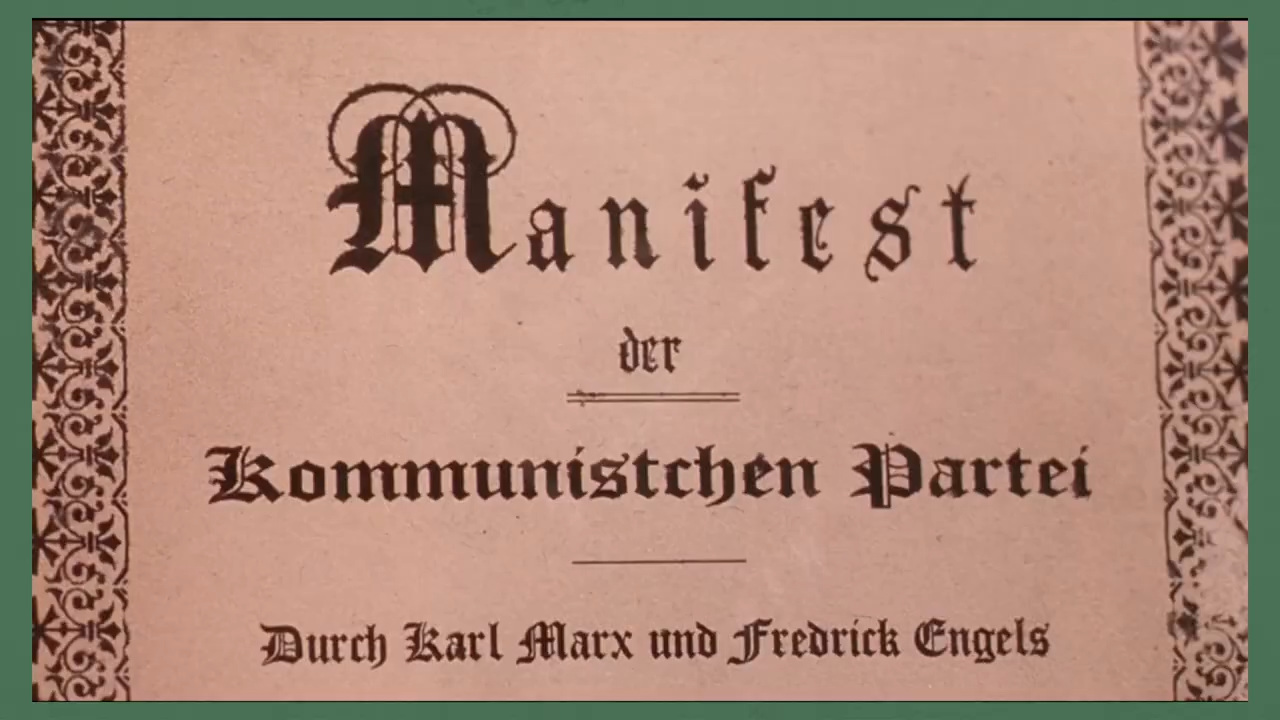 Manifest
der
Kommunistchen Partei
Durch Karl Marx und Fredrick Engels